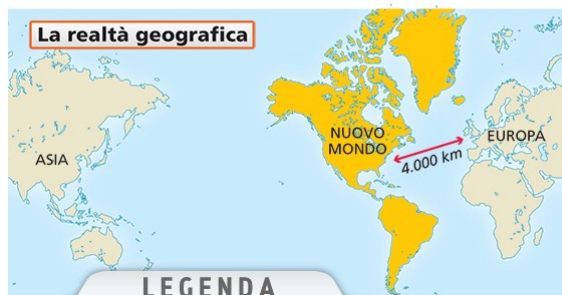 La realtà geografica
NUOVO
MONDO
EUROPA
4.000 km
ASIA
LEGENDA